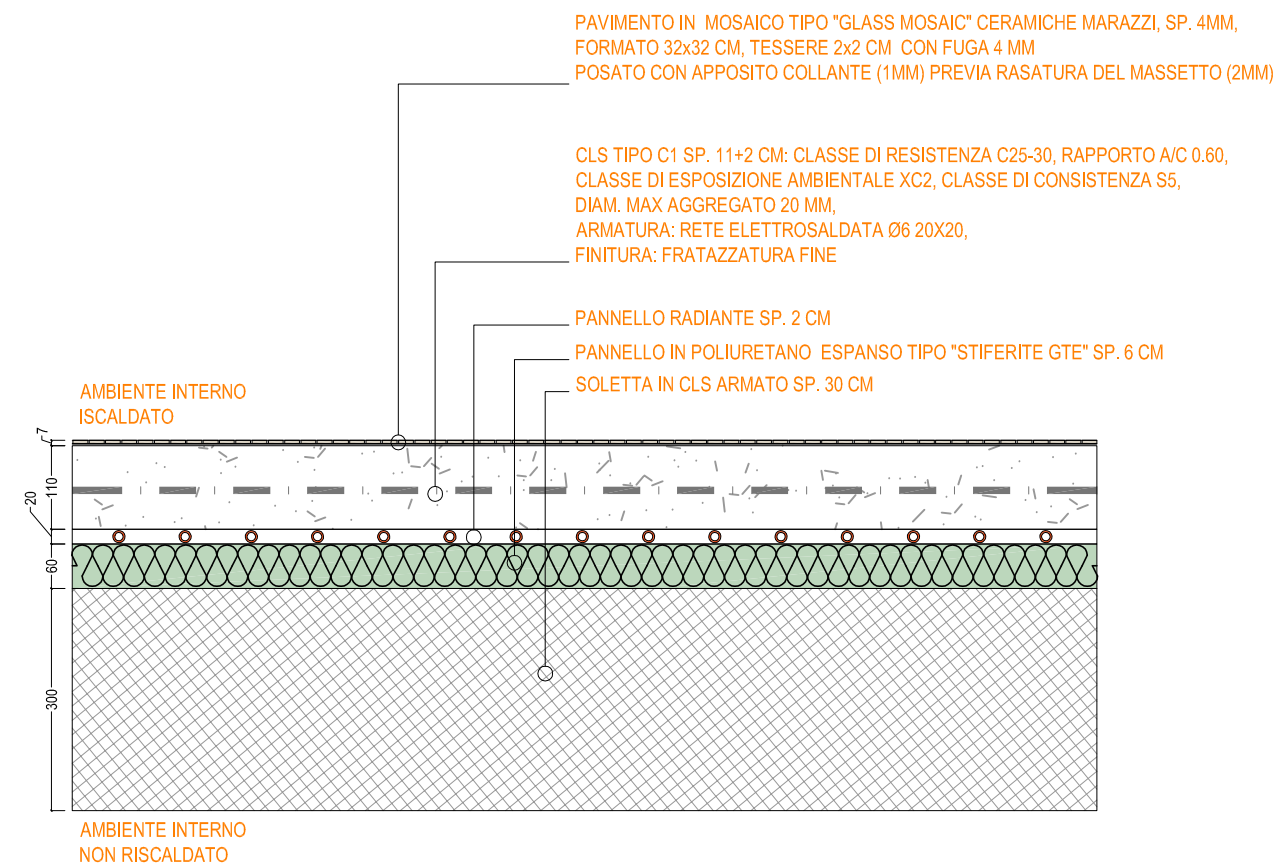 PAVIMENTO IN MOSAICO TIPO "GLASS MOSAIC" CERAMICHE MARAZZI, SP. 4MM,
FORMATO 32x32 CM, TESSERE 2x2 CM CON FUGA 4 MM
POSATO CON APPOSITO COLLANTE (1MM) PREVIA RASATURA DEL MASSETTO (2MM)
CLS TIPO C1 SP. 11+2 CM: CLASSE DI RESISTENZA C25-30, RAPPORTO A/C 0.60,
CLASSE DI ESPOSIZIONE AMBIENTALE XC2, CLASSE DI CONSISTENZA S5,
DIAM. MAX AGGREGATO 20 MM,
ARMATURA: RETE ELETTROSALDATA Ø6 20X20,
FINITURA: FRATAZZATURA FINE
PANNELLO RADIANTE SP. 2 CM
PANNELLO IN POLIURETANO ESPANSO TIPO "STIFERITE GTE" SP. 6 CM
SOLETTA IN CLS ARMATO SP. 30 CM
AMBIENTE INTERNO
ISCALDATO
7
110
20
60
300
AMBIENTE INTERNO
NON RISCALDATO